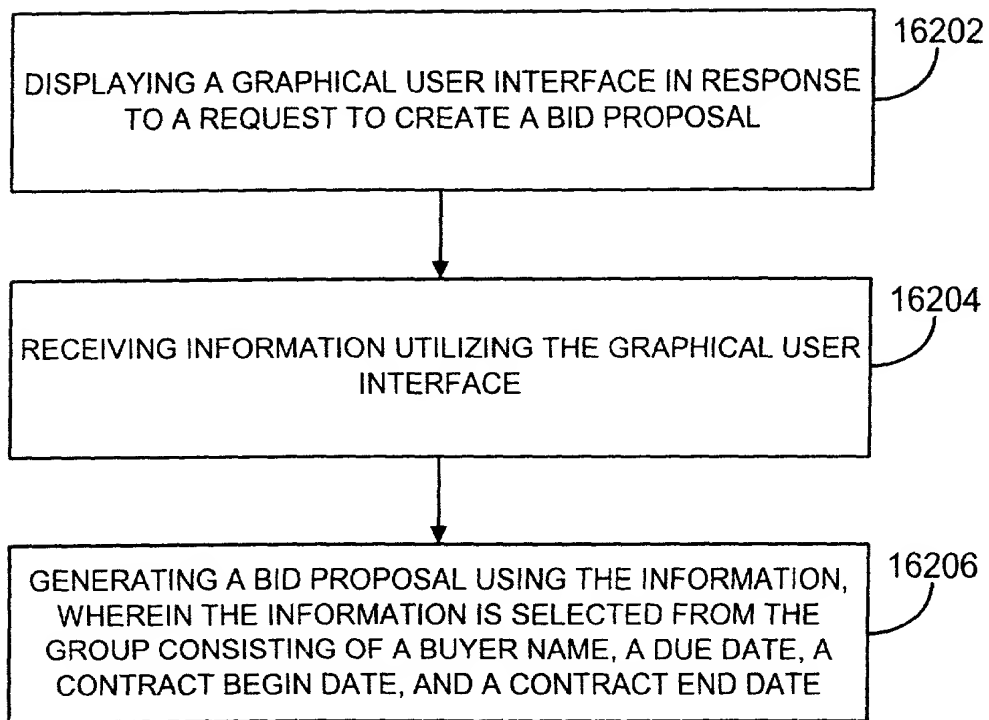 16202
DISPLAYING A GRAPHICAL USER INTERFACE IN RESPONSE
TO A REQUEST TO CREATE A BID PROPOSAL
16204
RECEIVING INFORMATION UTILIZING THE GRAPHICAL USER
INTERFACE
16206
GENERATING A BID PROPOSAL USING THE INFORMATION,
WHEREIN THE INFORMATION IS SELECTED FROM THE
GROUP CONSISTING OF A BUYER NAME, A DUE DATE, A
CONTRACT BEGIN DATE, AND A CONTRACT END DATE